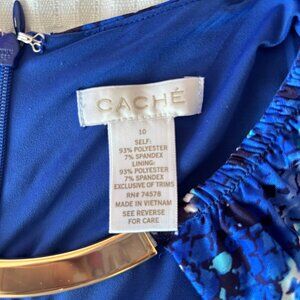 CACHÉ
10
SELF:
93% POLYESTER
7% SPANDEX
LINING:
93% POLYESTER
7% SPANDEX
EXCLUSIVE OF TRIMS
RN# 74578
MADE IN VIETNAM
SEE REVERSE
FOR CARE